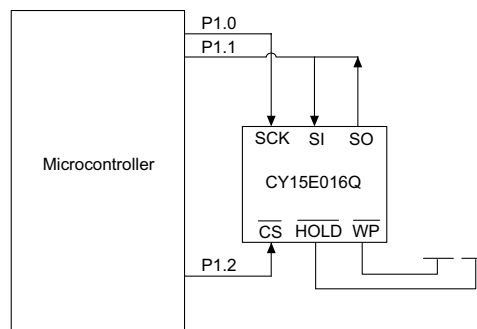 P1.0
P1.1
SCK SI SO
Microcontroller
CY15E016Q
CS HOLD WP
P1.2